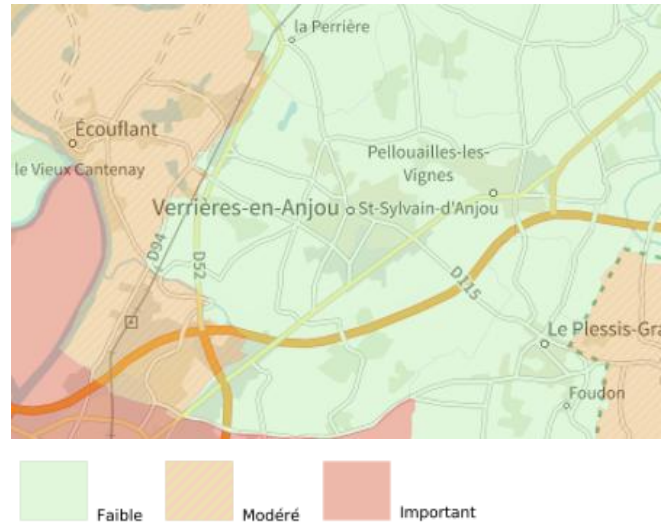 la Perrière
Écouflant
le Vieux Cantenay
Pellouailles-les-
Vignes
Verrières-en-Anjou
St-Sylvain-d'Anjou
D94
D52
D115
Le Plessis-Gra
Foudon
Faible
Modéré
Important